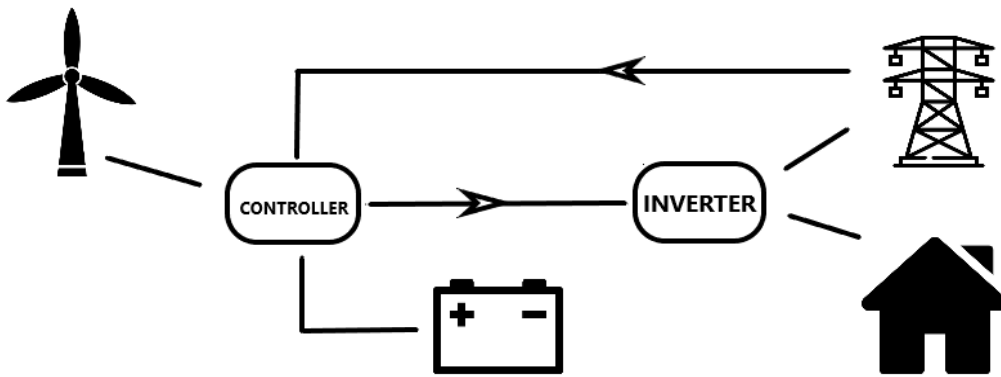 CONTROLLER
INVERTER
+ −